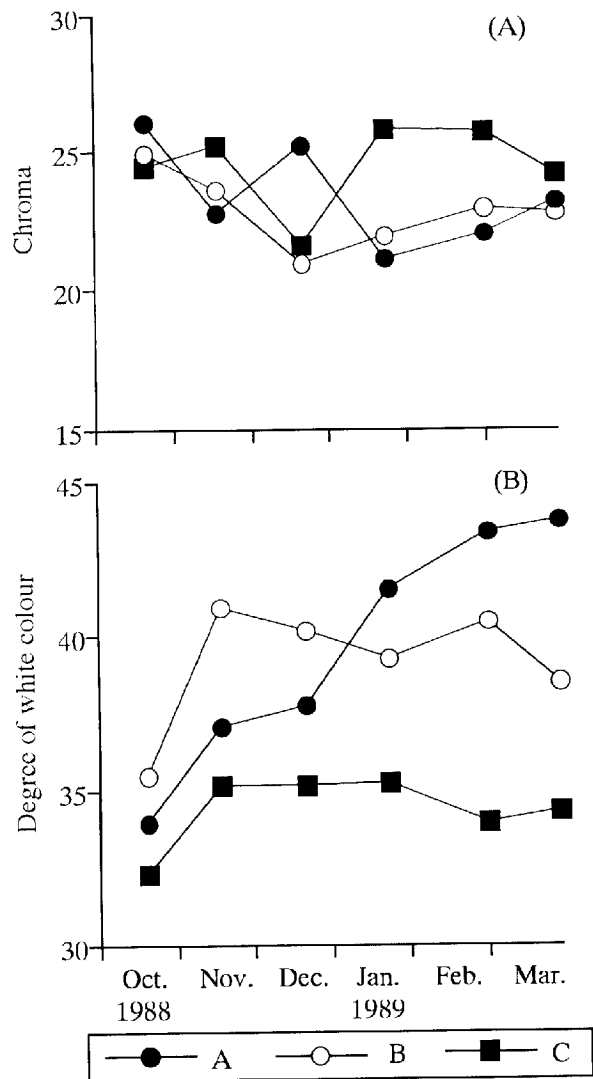 30
(A)
25
Chroma
20
15
45
(B)
40
Degree of white colour
35
30
Oct. Nov. Dec. Jan. Feb. Mar.
1988 1989
A B C